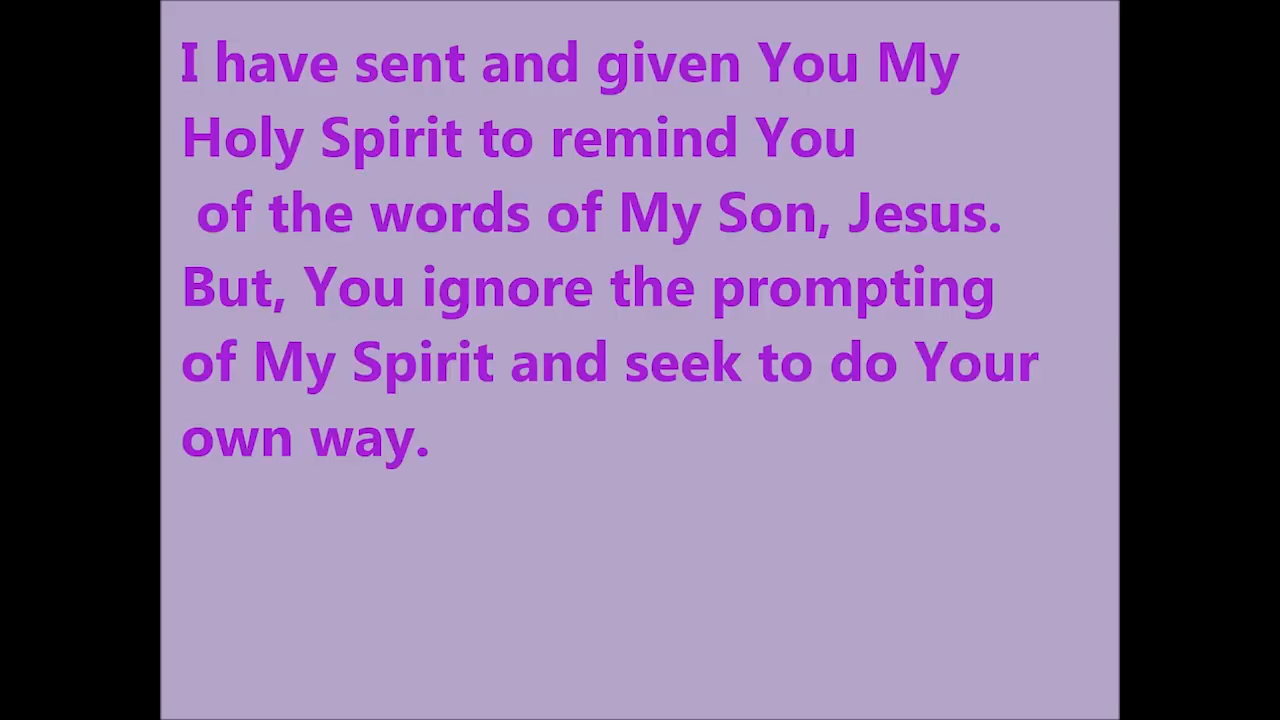 I have sent and given You My
Holy Spirit to remind You
of the words of My Son, Jesus.
But, You ignore the prompting
of My Spirit and seek to do Your
own way.